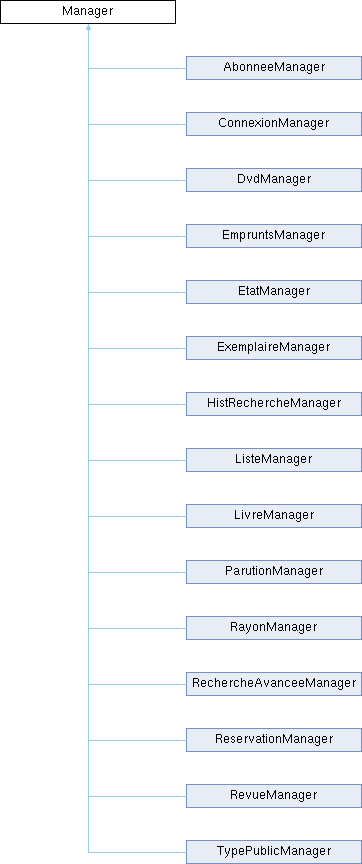 Manager
AbonneeManager
ConnexionManager
DvdManager
EmpruntsManager
EtatManager
ExemplaireManager
HistRechercheManager
ListeManager
LivreManager
ParutionManager
RayonManager
RechercheAvanceeManager
ReservationManager
RevueManager
TypePublicManager